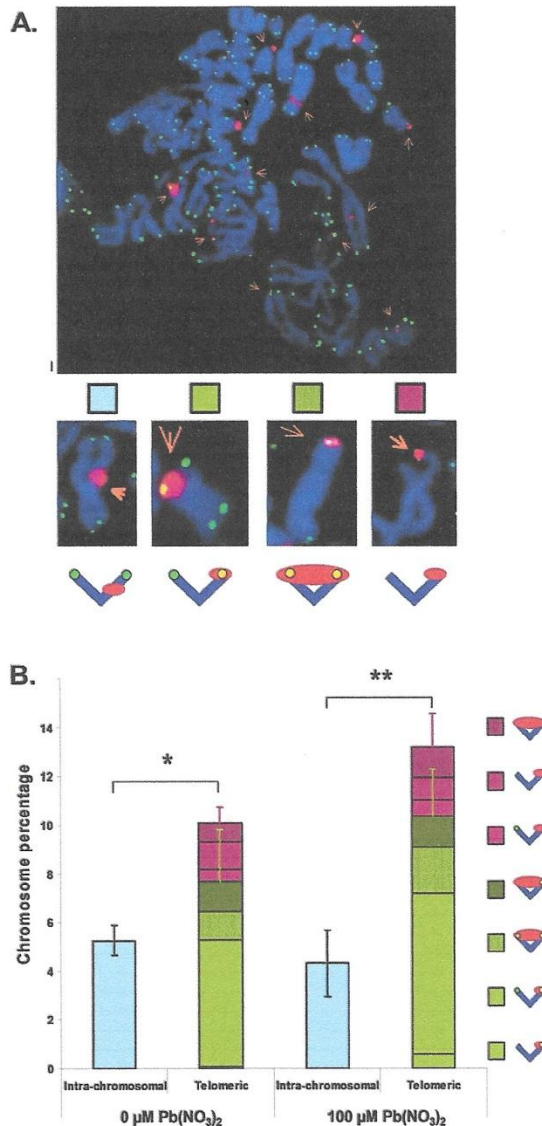 A.
B.
Chromosome percentage
14
12
10
8
6
4
2
0
*
**
Intra-chromosomal Telomeric Intra-chromosomal Telomeric
0 µM Pb(NO₃)₂ 100 µM Pb(NO₃)₂